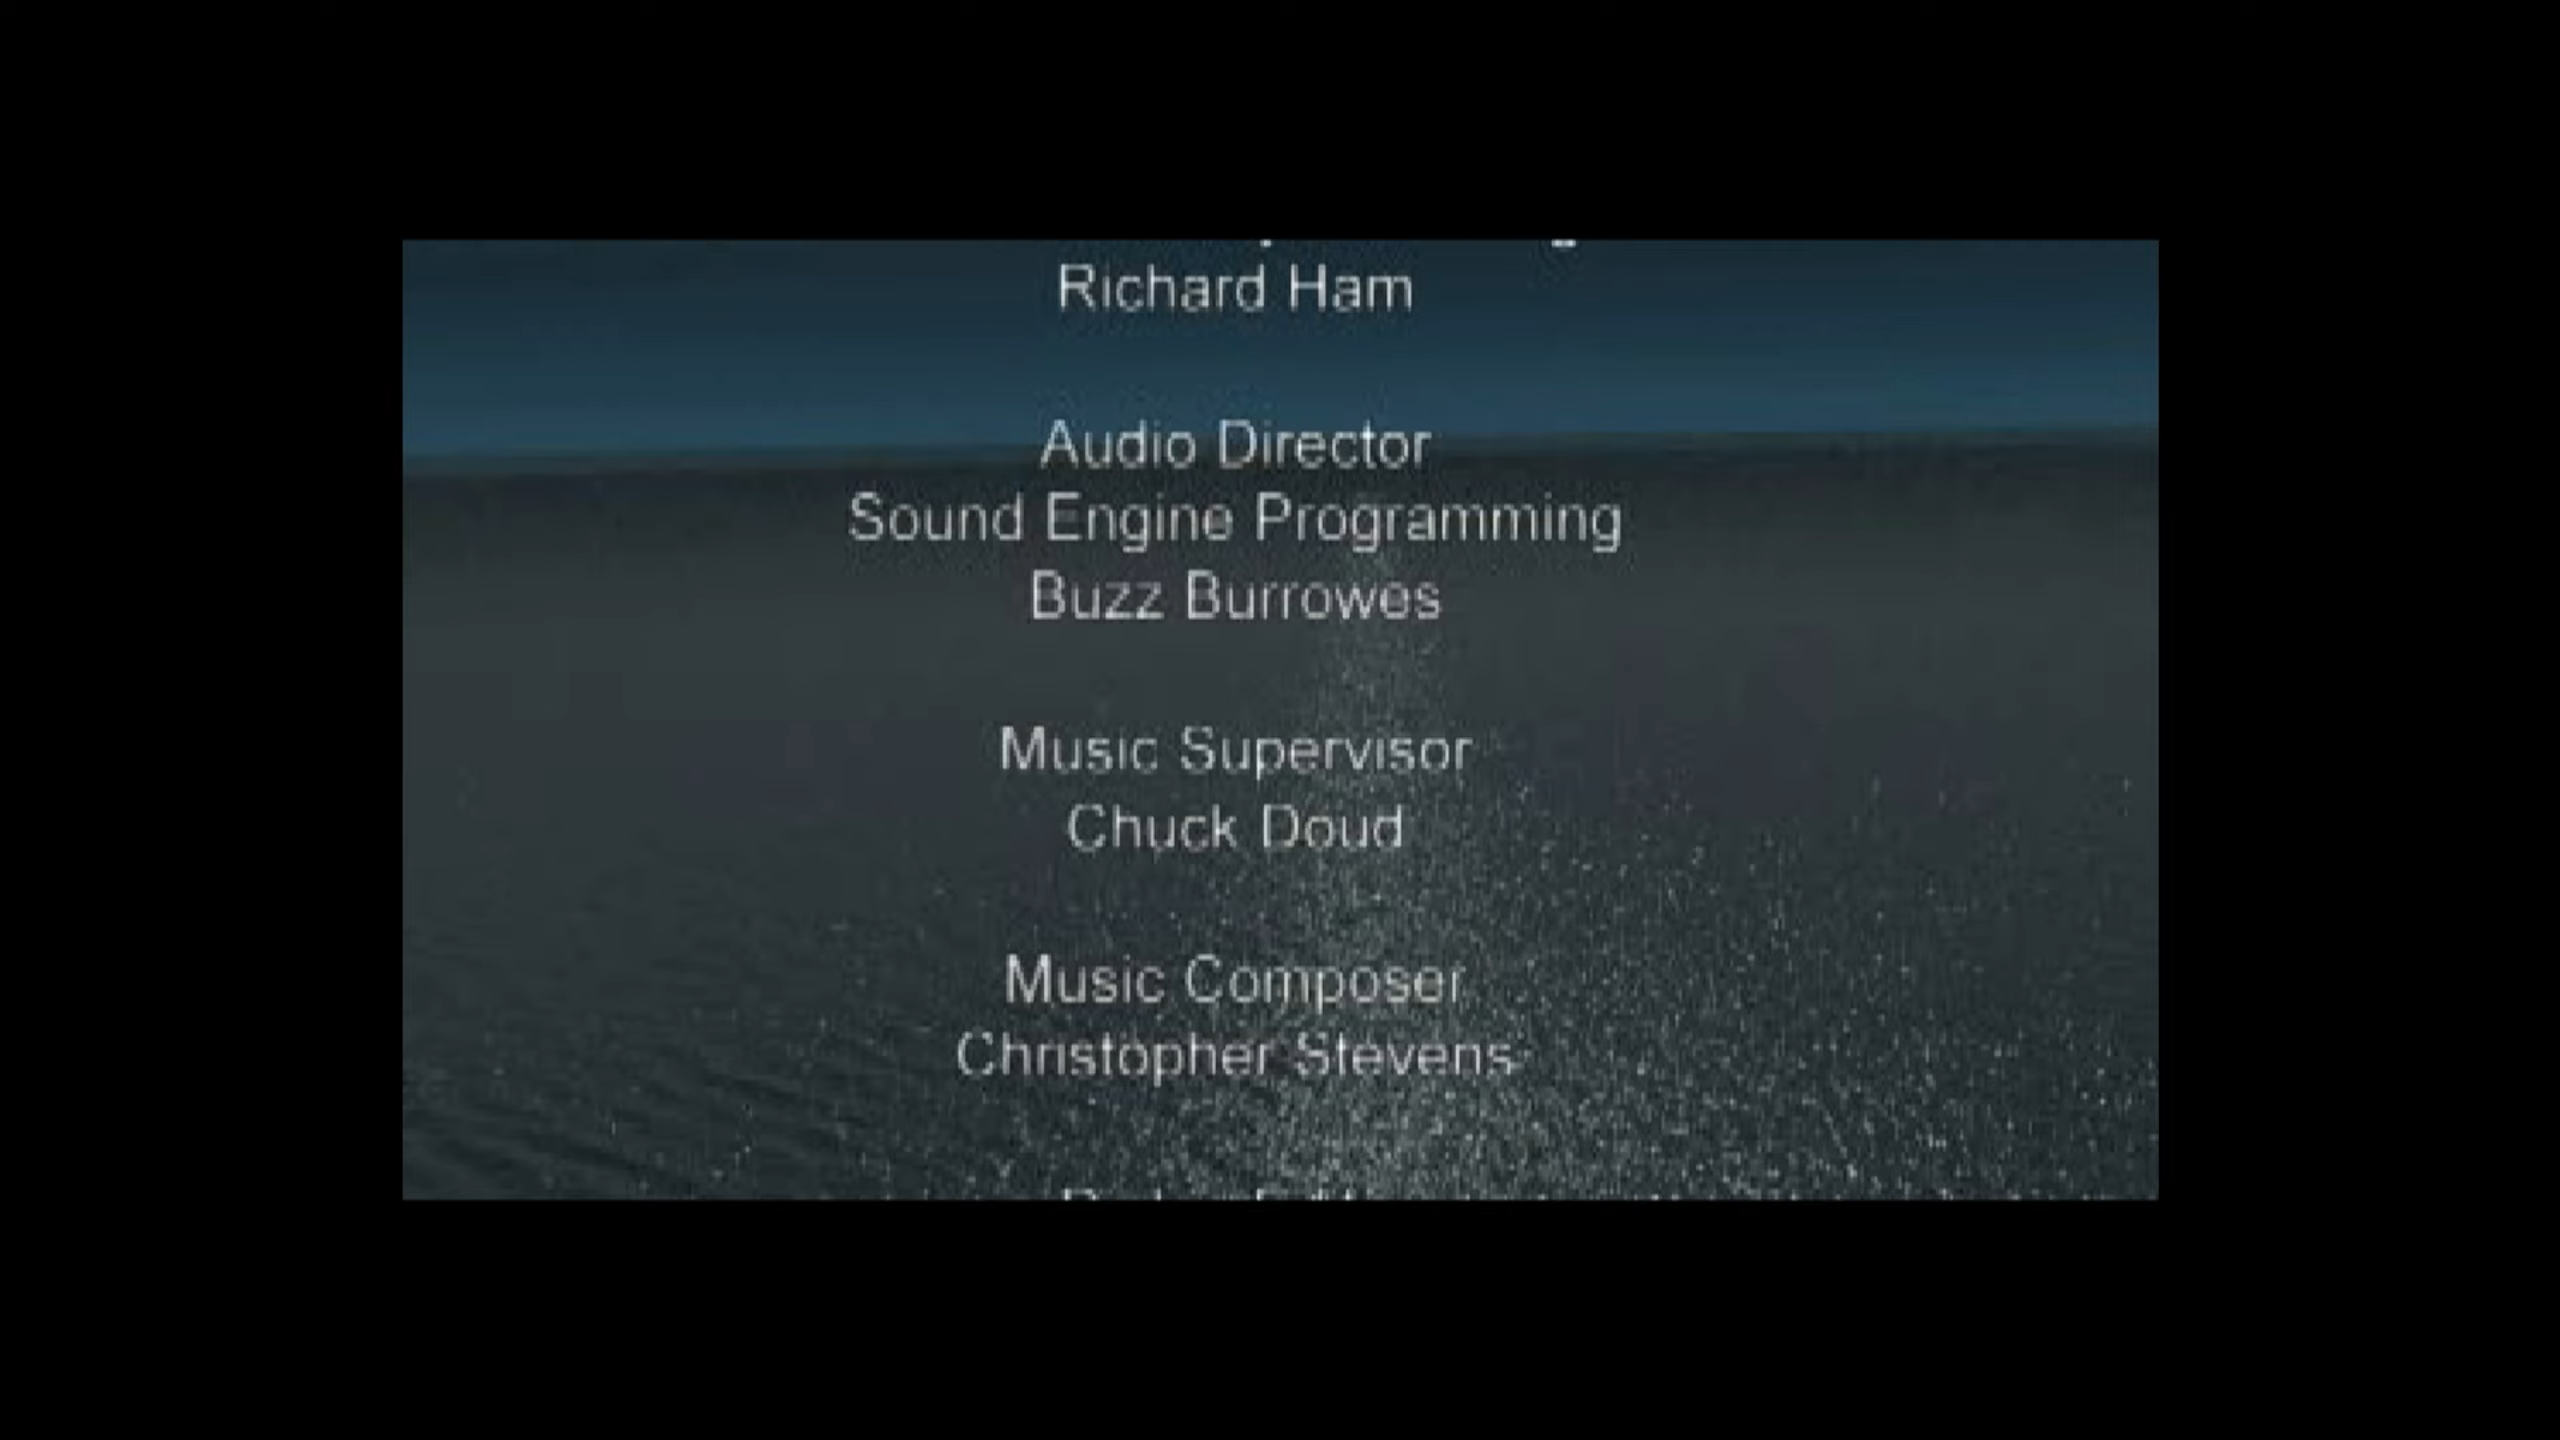 Richard Ham
Audio Director
Sound Engine Programming
Buzz Burrowes
Music Supervisor
Chuck Doud
Music Composer
Christopher Stevens